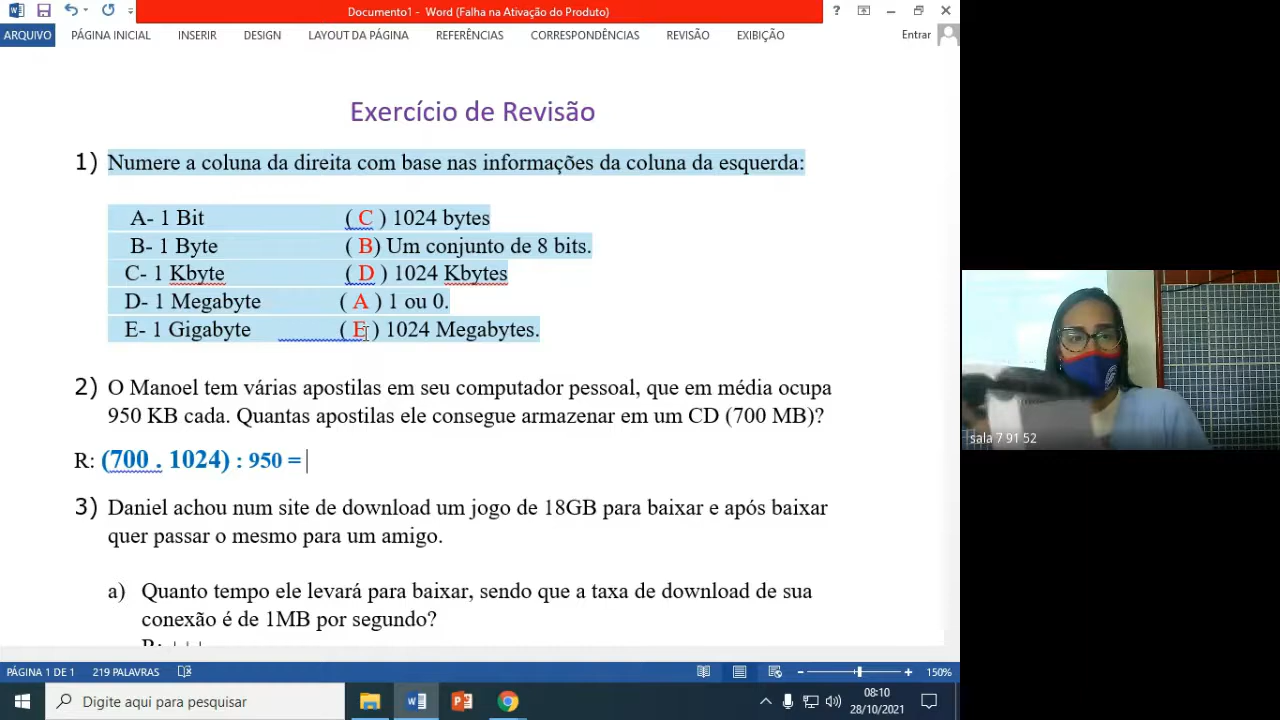 Documento1 - Word (Falha na Ativação do Produto)
ARQUIVO PÁGINA INICIAL INSERIR DESIGN LAYOUT DA PÁGINA REFERÊNCIAS CORRESPONDÊNCIAS REVISÃO EXIBIÇÃO Entrar
Exercício de Revisão
1) Numere a coluna da direita com base nas informações da coluna da esquerda:
A- 1 Bit ( C ) 1024 bytes
B- 1 Byte ( B) Um conjunto de 8 bits.
C- 1 Kbyte ( D ) 1024 Kbytes
D- 1 Megabyte ( A ) 1 ou 0.
E- 1 Gigabyte ( E ) 1024 Megabytes.
2) O Manoel tem várias apostilas em seu computador pessoal, que em média ocupa
950 KB cada. Quantas apostilas ele consegue armazenar em um CD (700 MB)?
R: (700 . 1024) : 950 =
3) Daniel achou num site de download um jogo de 18GB para baixar e após baixar
quer passar o mesmo para um amigo.
a) Quanto tempo ele levará para baixar, sendo que a taxa de download de sua
conexão é de 1MB por segundo?
sala 7 91 52
PÁGINA 1 DE 1 219 PALAVRAS 150%
Digite aqui para pesquisar
08:10
28/10/2021